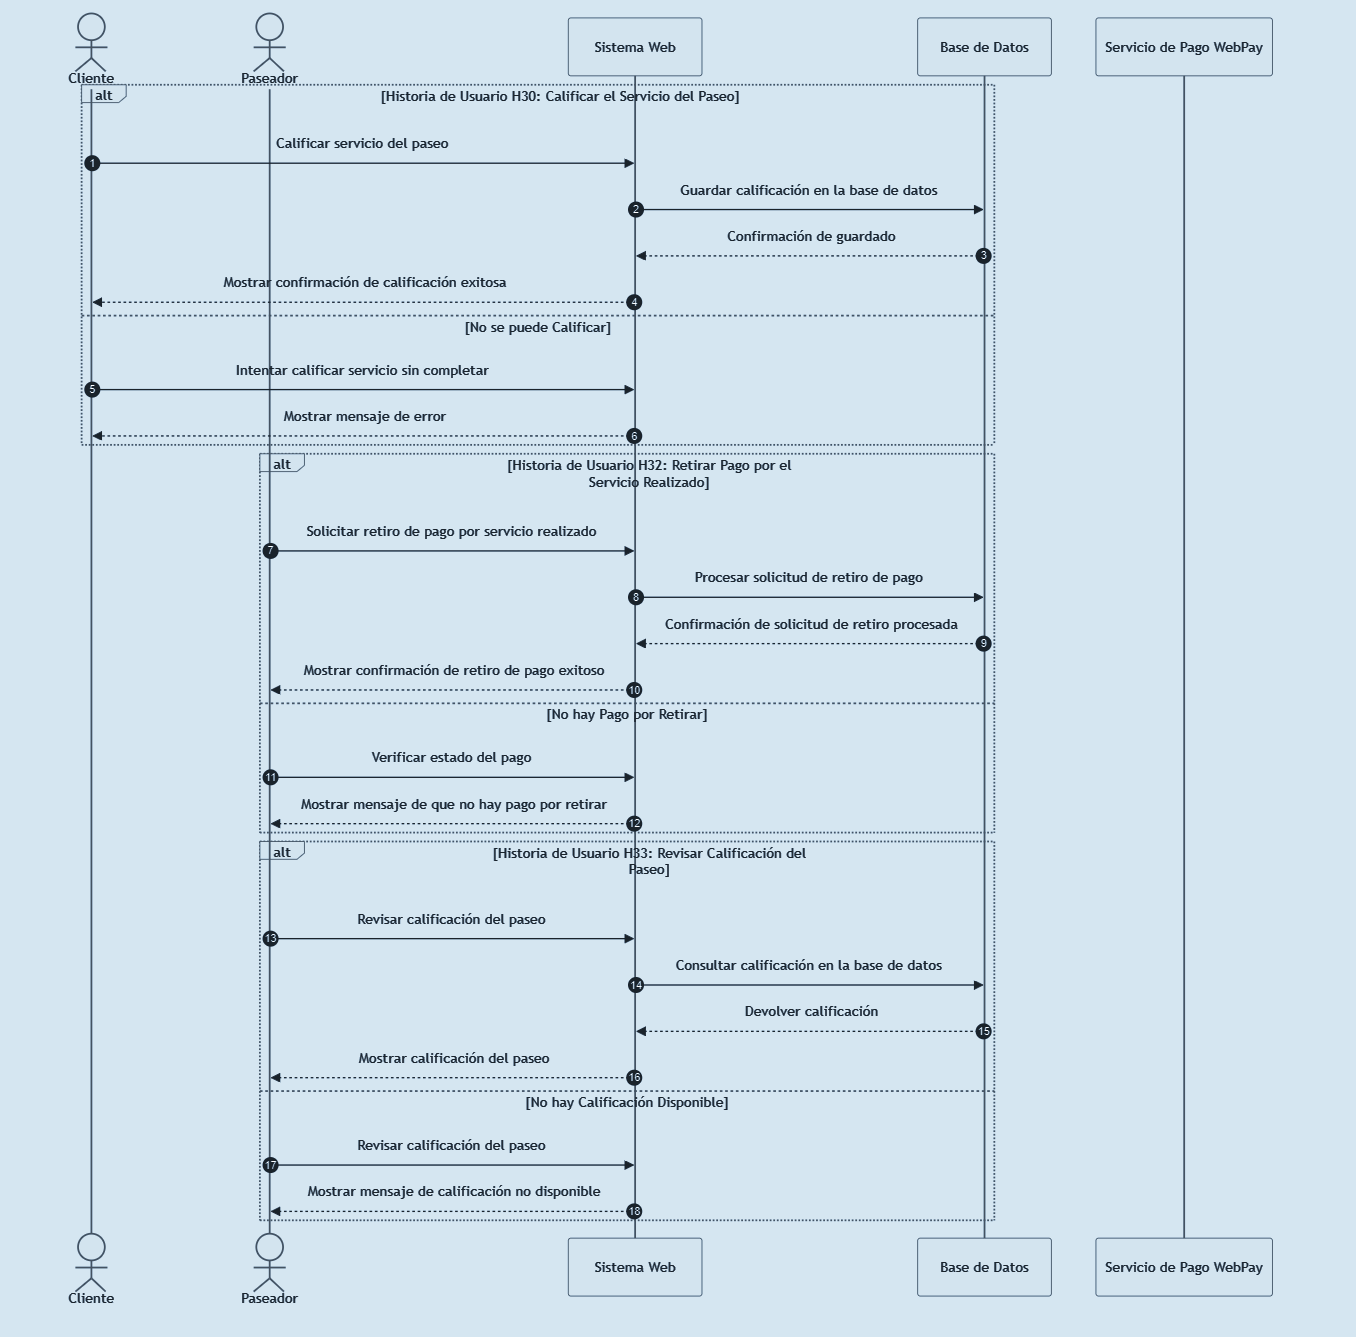 Cliente
Paseador
Sistema Web
Base de Datos
Servicio de Pago WebPay
alt
[Historia de Usuario H30: Calificar el Servicio del Paseo]
Calificar servicio del paseo
1
Guardar calificación en la base de datos
2
Confirmación de guardado
3
Mostrar confirmación de calificación exitosa
4
[No se puede Calificar]
Intentar calificar servicio sin completar
5
Mostrar mensaje de error
6
alt
[Historia de Usuario H32: Retirar Pago por el
Servicio Realizado]
Solicitar retiro de pago por servicio realizado
7
Procesar solicitud de retiro de pago
8
Confirmación de solicitud de retiro procesada
9
Mostrar confirmación de retiro de pago exitoso
10
[No hay Pago por Retirar]
Verificar estado del pago
11
Mostrar mensaje de que no hay pago por retirar
12
alt
[Historia de Usuario H33: Revisar Calificación del
Paseo]
Revisar calificación del paseo
13
Consultar calificación en la base de datos
14
Devolver calificación
15
Mostrar calificación del paseo
16
[No hay Calificación Disponible]
Revisar calificación del paseo
17
Mostrar mensaje de calificación no disponible
18
Cliente
Paseador
Sistema Web
Base de Datos
Servicio de Pago WebPay